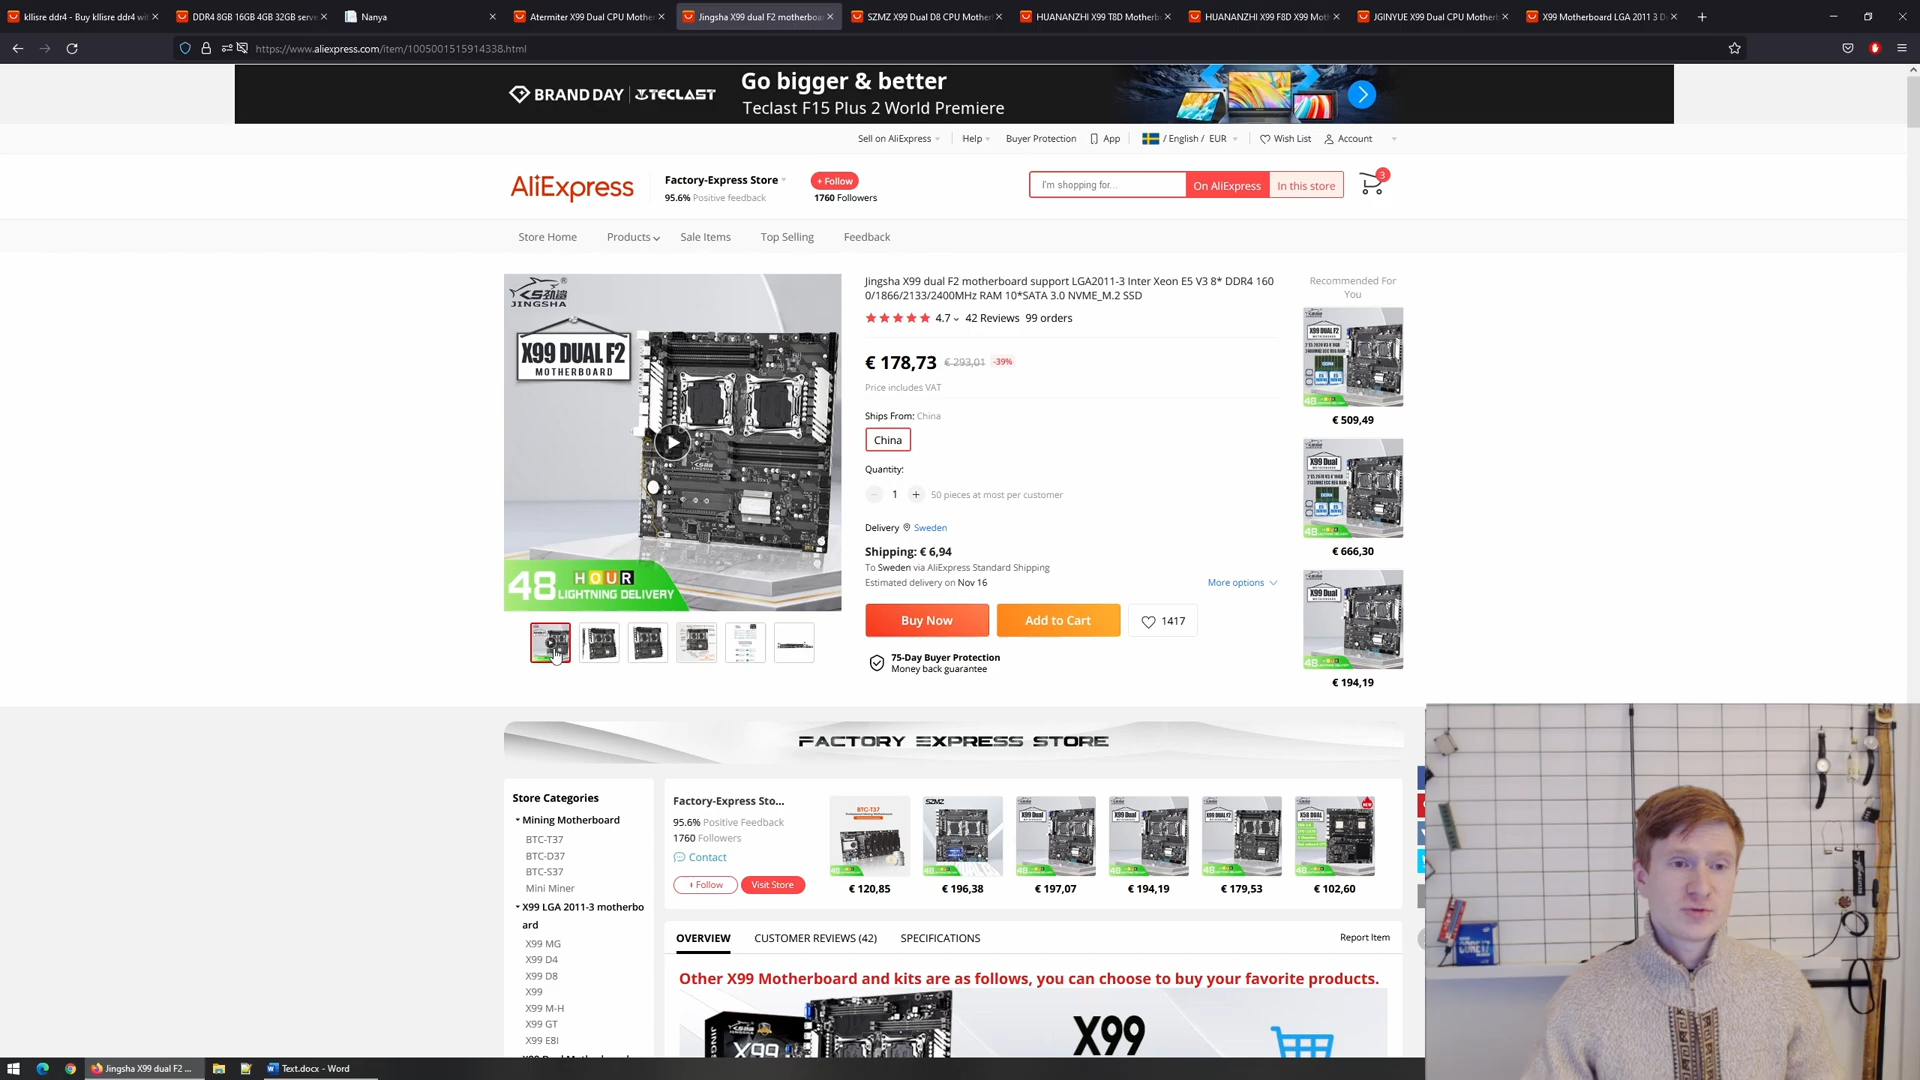 kllisre ddr4 - Buy kllisre ddr4 wit
DDR4 8GB 16GB 4GB 32GB serve
Nanya
Atermiter X99 Dual CPU Mother
Jingsha X99 dual F2 motherboa
SZMZ X99 Dual D8 CPU Mother
HUANANZHI X99 T8D Motherb
HUANANZHI X99 F8D X99 Mot
JGINYUE X99 Dual CPU Mother
X99 Motherboard LGA 2011 3 D
https://www.aliexpress.com/item/1005001515914338.html
BRAND DAY | TECLAST
Go bigger & better
Teclast F15 Plus 2 World Premiere
Sell on AliExpress
Help
Buyer Protection
App
/ English / EUR
Wish List
Account
AliExpress
Factory-Express Store
95.6% Positive feedback
+ Follow
1760 Followers
I'm shopping for...
On AliExpress
In this store
3
Store Home
Products
Sale Items
Top Selling
Feedback
JINGSHA
X99 DUAL F2
MOTHERBOARD
48 HOUR
LIGHTNING DELIVERY
Jingsha X99 dual F2 motherboard support LGA2011-3 Inter Xeon E5 V3 8* DDR4 160
0/1866/2133/2400MHz RAM 10*SATA 3.0 NVME_M.2 SSD
4.7 42 Reviews 99 orders
€ 178,73 € 293,01 -39%
Price includes VAT
Ships From: China
China
Quantity:
1 50 pieces at most per customer
Delivery Sweden
Shipping: € 6,94
To Sweden via AliExpress Standard Shipping
Estimated delivery on Nov 16
More options
Buy Now
Add to Cart
1417
75-Day Buyer Protection
Money back guarantee
Recommended For
You
€ 509,49
€ 666,30
€ 194,19
FACTORY EXPRESS STORE
Store Categories
Mining Motherboard
BTC-T37
BTC-D37
BTC-S37
Mini Miner
X99 LGA 2011-3 motherbo
ard
X99 MG
X99 D4
X99 D8
X99
X99 M-H
X99 GT
X99 E8I
Factory-Express Sto...
95.6% Positive Feedback
1760 Followers
Contact
+ Follow
Visit Store
€ 120,85
€ 196,38
€ 197,07
€ 194,19
€ 179,53
€ 102,60
OVERVIEW
CUSTOMER REVIEWS (42)
SPECIFICATIONS
Report Item
Other X99 Motherboard and kits are as follows, you can choose to buy your favorite products.
X99
X99
Jingsha X99 dual F2 ...
Text.docx - Word